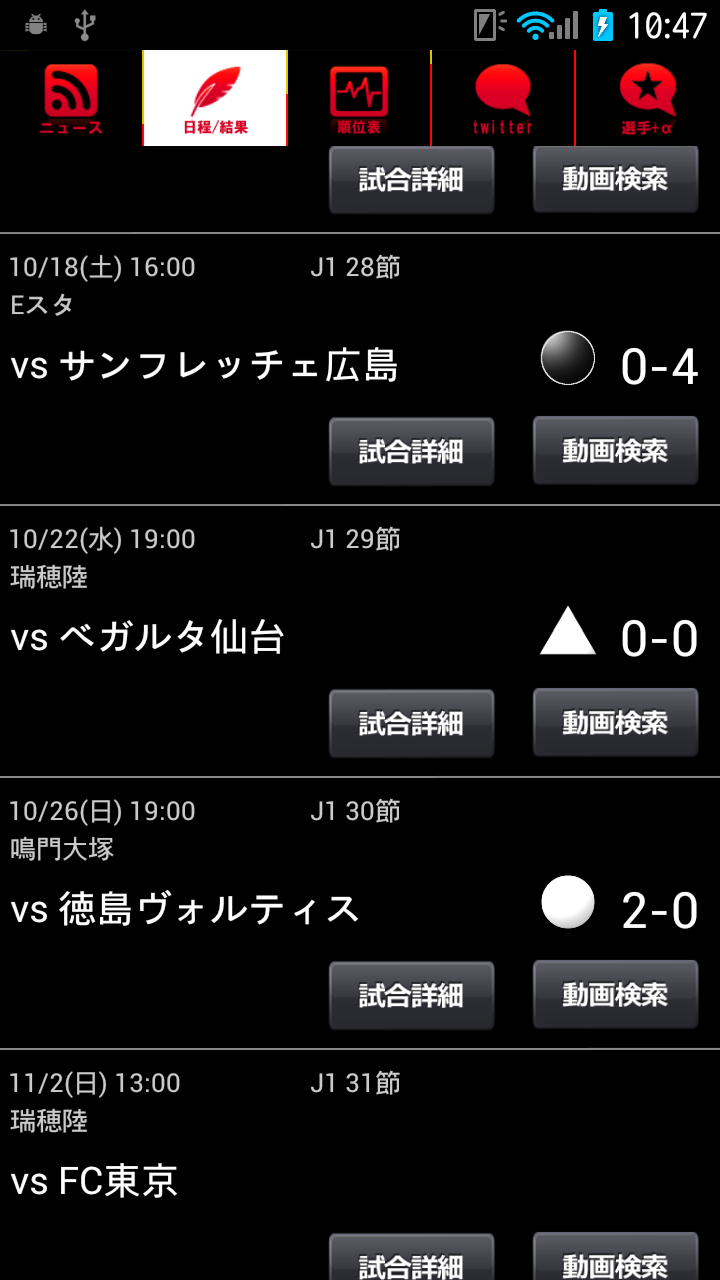 10:47
ニュース 日程/結果 順位表 twitter 選手+α
試合詳細 動画検索
10/18(土) 16:00 J1 28節
Eスタ
vs サンフレッチェ広島 0-4
試合詳細 動画検索
10/22(水) 19:00 J1 29節
瑞穂陸
vs ベガルタ仙台 0-0
試合詳細 動画検索
10/26(日) 19:00 J1 30節
鳴門大塚
vs 徳島ヴォルティス 2-0
試合詳細 動画検索
11/2(日) 13:00 J1 31節
瑞穂陸
vs FC東京
試合詳細 動画検索